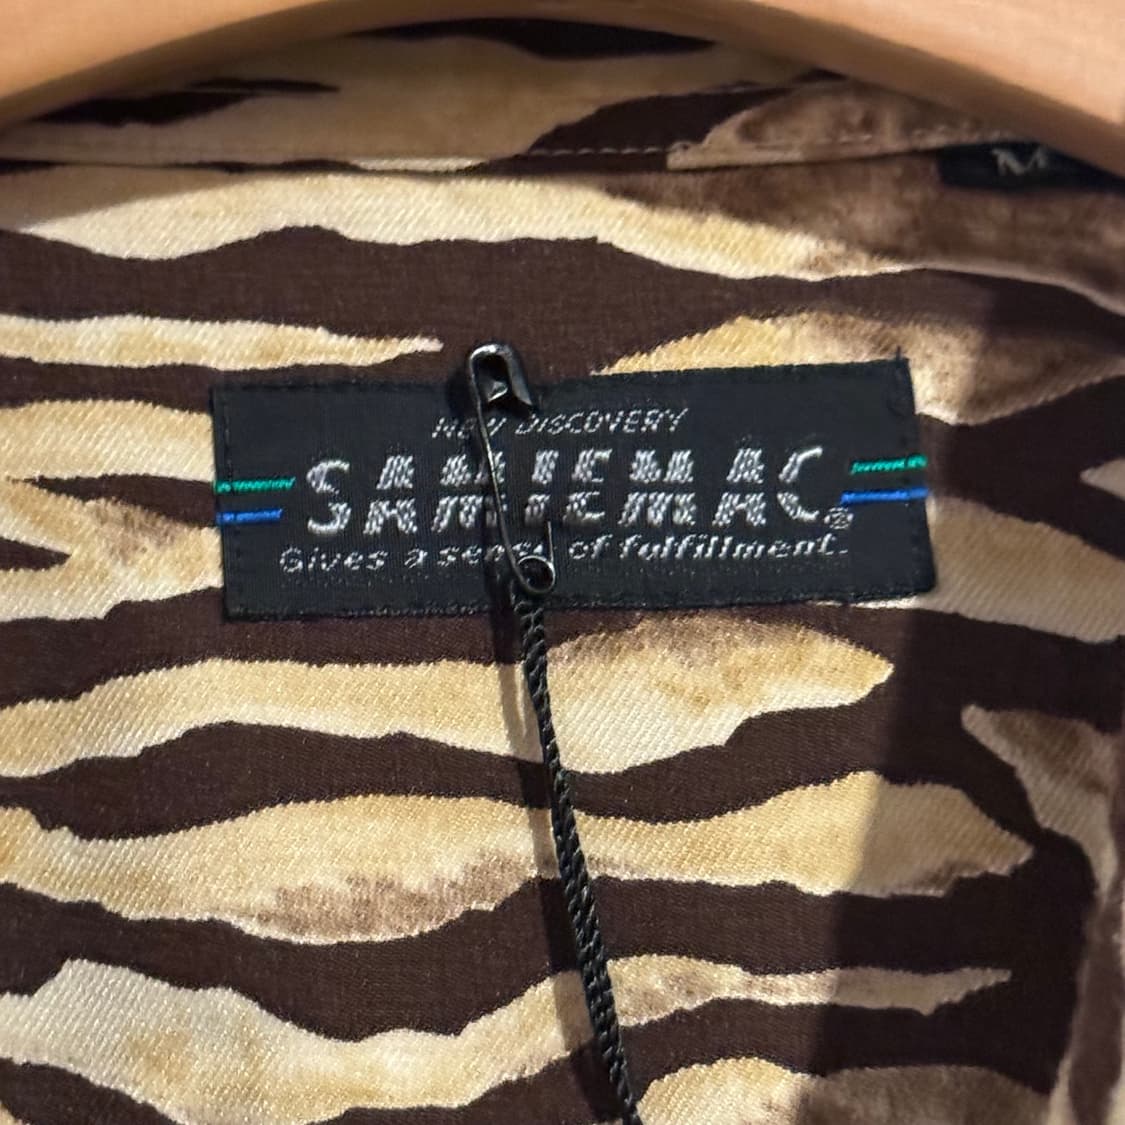 M
NEW DISCOVERY
SAMIEMAC®
Gives a sense of fulfillment.